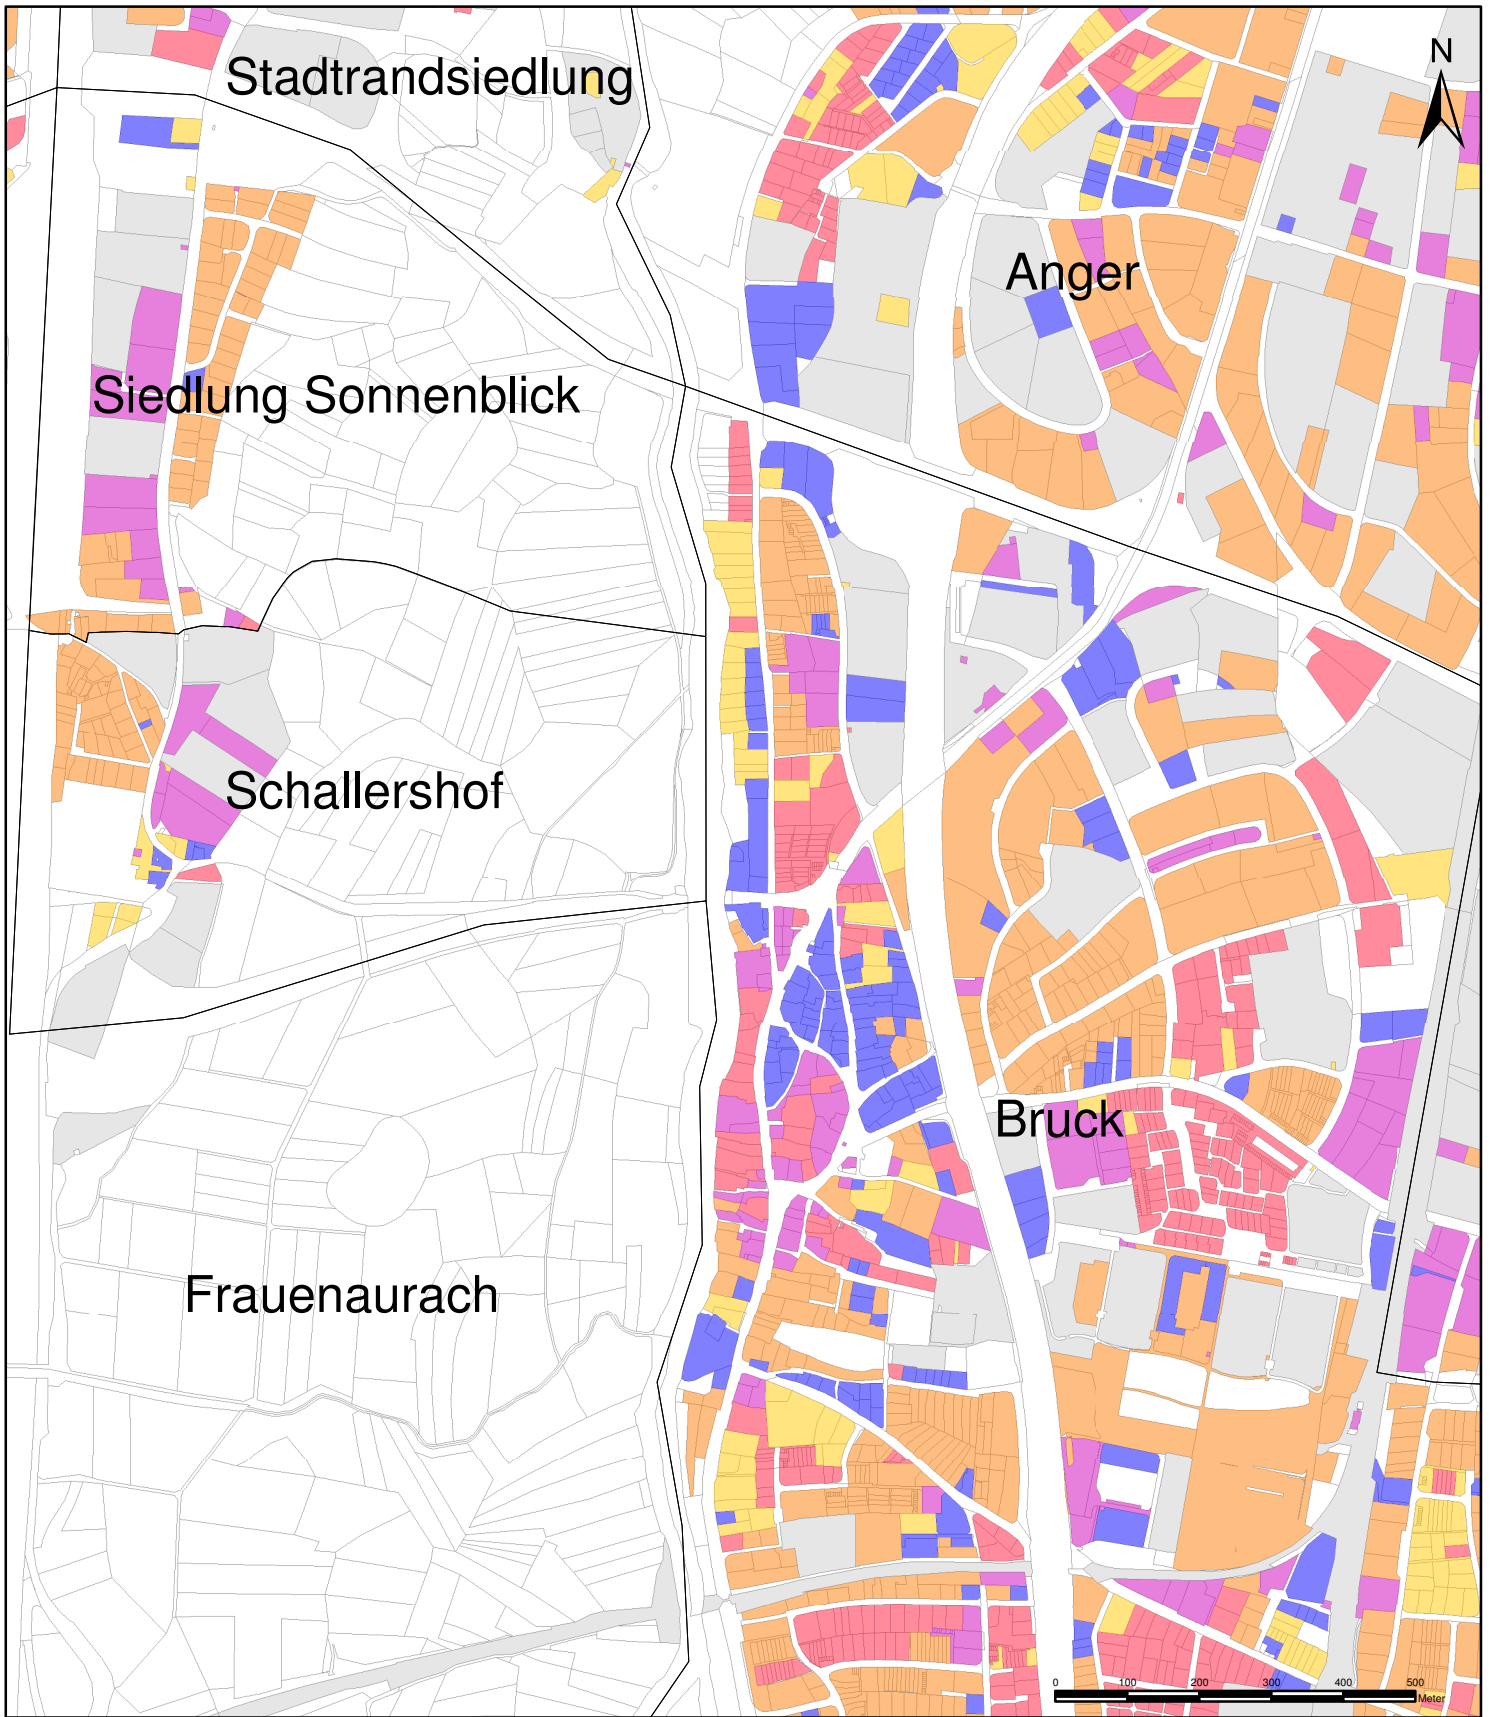 N
Stadtrandsiedlung
Anger
Siedlung Sonnenblick
Schallershof
Bruck
Frauenaurach
0 100 200 300 400 500
Meter